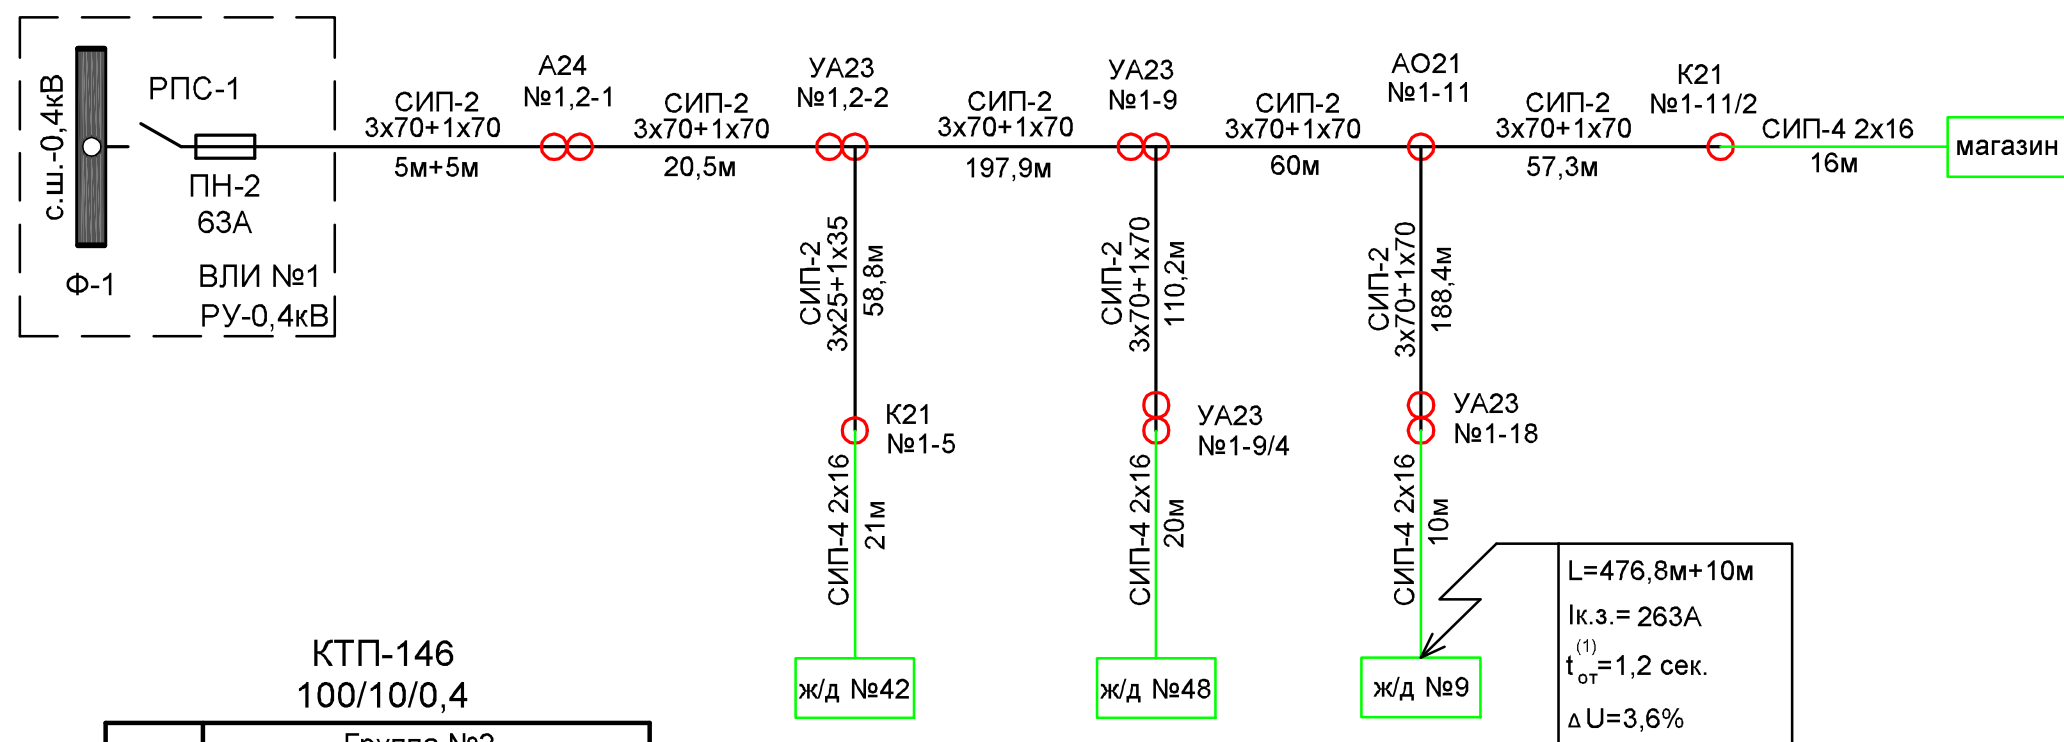 с.ш.-0,4кВ
РПС-1
ПН-2
63А
Ф-1
ВЛИ №1
РУ-0,4кВ
СИП-2
3х70+1х70
5м+5м
А24
№1,2-1
СИП-2
3х70+1х70
20,5м
УА23
№1,2-2
СИП-2
3х70+1х70
197,9м
УА23
№1-9
СИП-2
3х70+1х70
60м
АО21
№1-11
СИП-2
3х70+1х70
57,3м
К21
№1-11/2
СИП-4 2х16
16м
магазин
СИП-2
3х25+1х35
58,8м
К21
№1-5
СИП-4 2х16
21м
ж/д №42
СИП-2
3х70+1х70
110,2м
УА23
№1-9/4
СИП-4 2х16
20м
ж/д №48
СИП-2
3х70+1х70
188,4м
УА23
№1-18
СИП-4 2х16
10м
ж/д №9
L=476,8м+10м
Iк.з.= 263А
t(1)от=1,2 сек.
ΔU=3,6%
КТП-146
100/10/0,4
Группа №2